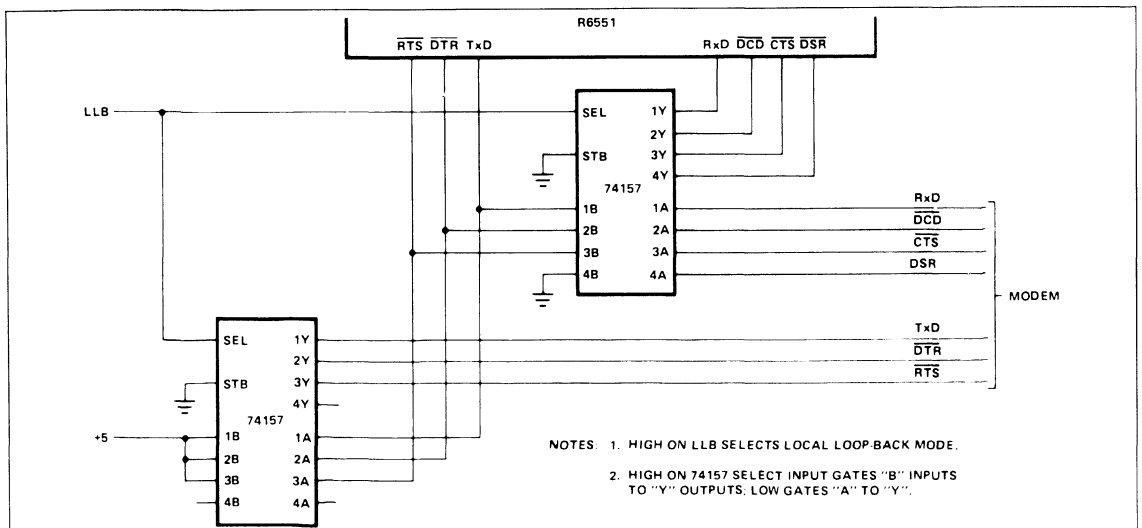 R6551
RTS DTR TxD RxD DCD CTS DSR
LLB
SEL 1Y
2Y
STB 3Y
4Y
74157
1B 1A RxD
2B 2A DCD
3B 3A CTS
4B 4A DSR
MODEM
SEL 1Y TxD
2Y DTR
STB 3Y RTS
4Y
74157
+5 1B 1A
2B 2A
3B 3A
4B 4A
NOTES: 1. HIGH ON LLB SELECTS LOCAL LOOP-BACK MODE.
2. HIGH ON 74157 SELECT INPUT GATES "B" INPUTS
TO "Y" OUTPUTS; LOW GATES "A" TO "Y".